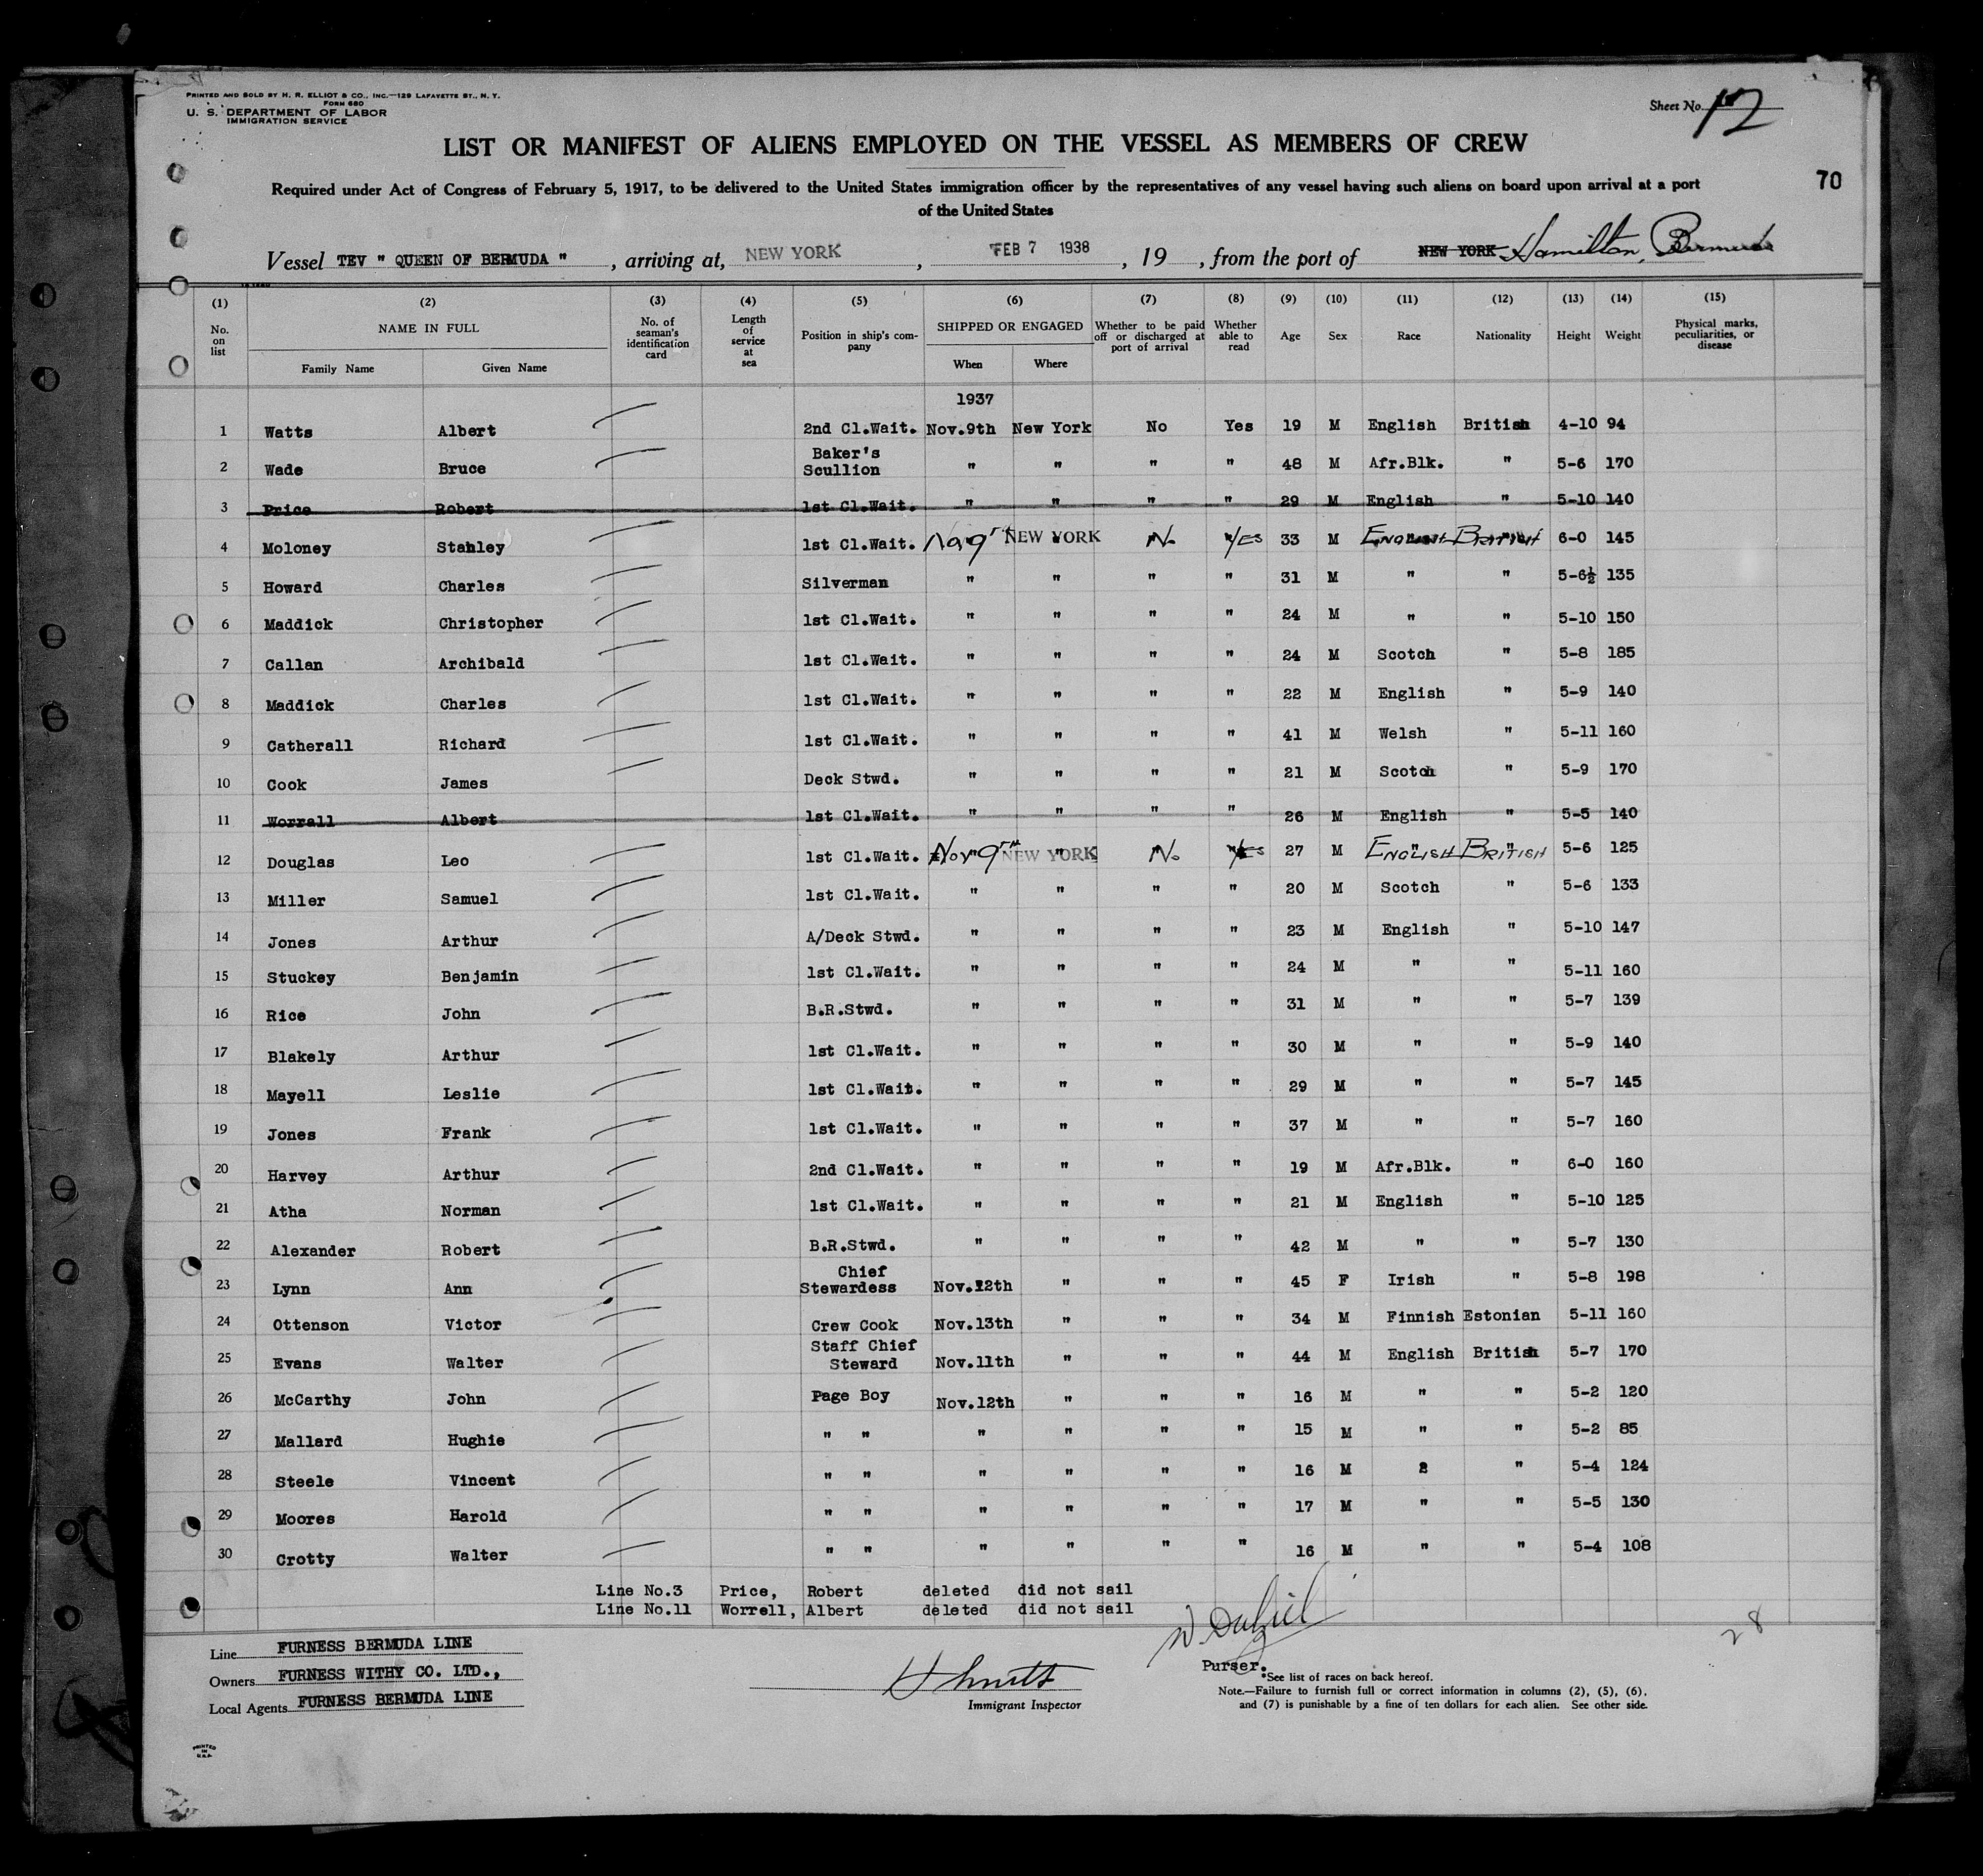 PRINTED AND SOLD BY H. R. ELLIOT & CO., INC.—129 LAFAYETTE ST., N. Y.
FORM 680
U. S. DEPARTMENT OF LABOR
IMMIGRATION SERVICE
Sheet No. 12
LIST OR MANIFEST OF ALIENS EMPLOYED ON THE VESSEL AS MEMBERS OF CREW
Required under Act of Congress of February 5, 1917, to be delivered to the United States immigration officer by the representatives of any vessel having such aliens on board upon arrival at a port
of the United States
70
Vessel TEV " QUEEN OF BERMUDA " , arriving at, NEW YORK , FEB 7 1938 , 19 , from the port of NEW YORK Hamilton, Bermuda
(1) (2) (3) (4) (5) (6) (7) (8) (9) (10) (11) (12) (13) (14) (15)
No. on list NAME IN FULL Family Name Given Name No. of seaman's identification card Length of service at sea Position in ship's company SHIPPED OR ENGAGED When Where Whether to be paid off or discharged at port of arrival Whether able to read Age Sex Race Nationality Height Weight Physical marks, peculiarities, or disease
1937
1 Watts Albert 2nd Cl.Wait. Nov.9th New York No Yes 19 M English British 4-10 94
2 Wade Bruce Baker's Scullion " " " " 48 M Afr.Blk. " 5-6 170
3 Price Robert 1st Cl.Wait. " " " " 29 M English " 5-10 140
4 Moloney Stanley 1st Cl.Wait. Nov 9th NEW YORK No Yes 33 M ENGLISH BRITISH 6-0 145
5 Howard Charles Silverman " " " " 31 M " " 5-6½ 135
6 Maddick Christopher 1st Cl.Wait. " " " " 24 M " " 5-10 150
7 Callan Archibald 1st Cl.Wait. " " " " 24 M Scotch " 5-8 185
8 Maddick Charles 1st Cl.Wait. " " " " 22 M English " 5-9 140
9 Catherall Richard 1st Cl.Wait. " " " " 41 M Welsh " 5-11 160
10 Cook James Deck Stwd. " " " " 21 M Scotch " 5-9 170
11 Worrall Albert 1st Cl.Wait. " " " " 26 M English " 5-5 140
12 Douglas Leo 1st Cl.Wait. Nov 9TH NEW YORK No Yes 27 M ENGLISH BRITISH 5-6 125
13 Miller Samuel 1st Cl.Wait. " " " " 20 M Scotch " 5-6 133
14 Jones Arthur A/Deck Stwd. " " " " 23 M English " 5-10 147
15 Stuckey Benjamin 1st Cl.Wait. " " " " 24 M " " 5-11 160
16 Rice John B.R.Stwd. " " " " 31 M " " 5-7 139
17 Blakely Arthur 1st Cl.Wait. " " " " 30 M " " 5-9 140
18 Mayell Leslie 1st Cl.Wait. " " " " 29 M " " 5-7 145
19 Jones Frank 1st Cl.Wait. " " " " 37 M " " 5-7 160
20 Harvey Arthur 2nd Cl.Wait. " " " " 19 M Afr.Blk. " 6-0 160
21 Atha Norman 1st Cl.Wait. " " " " 21 M English " 5-10 125
22 Alexander Robert B.R.Stwd. " " " " 42 M " " 5-7 130
23 Lynn Ann Chief Stewardess Nov.12th " " " 45 F Irish " 5-8 198
24 Ottenson Victor Crew Cook Nov.13th " " " 34 M Finnish Estonian 5-11 160
25 Evans Walter Staff Chief Steward Nov.11th " " " 44 M English British 5-7 170
26 McCarthy John Page Boy Nov.12th " " " 16 M " " 5-2 120
27 Mallard Hughie " " " " " " 15 M " " 5-2 85
28 Steele Vincent " " " " " " 16 M 2 " 5-4 124
29 Moores Harold " " " " " " 17 M " " 5-5 130
30 Crotty Walter " " " " " " 16 M " " 5-4 108
Line No.3 Price, Robert deleted did not sail
Line No.11 Worrell, Albert deleted did not sail
28
Line FURNESS BERMUDA LINE
Owners FURNESS WITHY CO. LTD.,
Local Agents FURNESS BERMUDA LINE
Immigrant Inspector
Purser.
*See list of races on back hereof.
Note.—Failure to furnish full or correct information in columns (2), (5), (6),
and (7) is punishable by a fine of ten dollars for each alien. See other side.
PRINTED
IN
U.S.A.